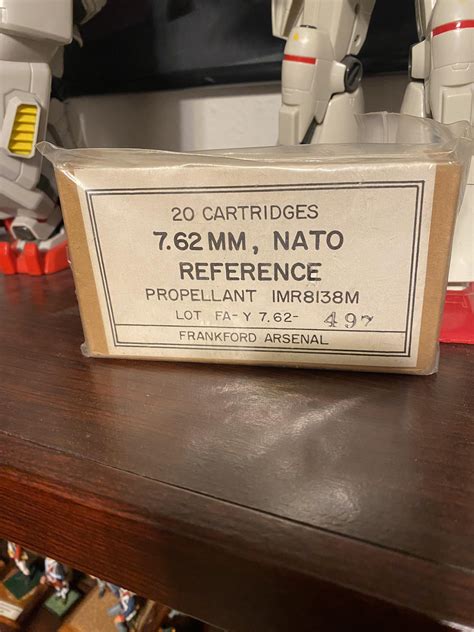 20 CARTRIDGES
7.62 MM, NATO
REFERENCE
PROPELLANT IMR8138M
LOT FA-Y 7.62- 497
FRANKFORD ARSENAL